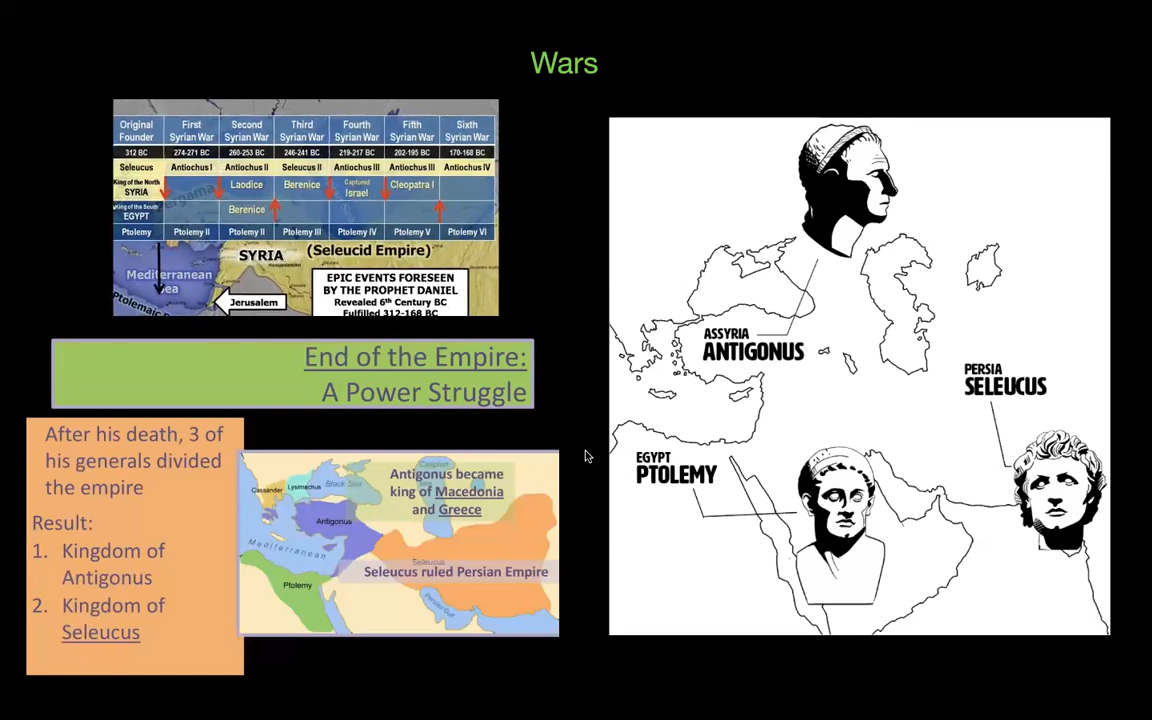 Wars
Original Founder First Syrian War Second Syrian War Third Syrian War Fourth Syrian War Fifth Syrian War Sixth Syrian War
312 BC 274-271 BC 260-253 BC 246-241 BC 219-217 BC 202-195 BC 170-168 BC
Seleucus Antiochus I Antiochus II Seleucus II Antiochus III Antiochus III Antiochus IV
King of the North SYRIA Laodice Berenice Captured Israel Cleopatra I
King of the South EGYPT Berenice
Ptolemy Ptolemy II Ptolemy II Ptolemy III Ptolemy IV Ptolemy V Ptolemy VI
SYRIA (Seleucid Empire)
Mediterranean Sea
Jerusalem
EPIC EVENTS FORESEEN
BY THE PROPHET DANIEL
Revealed 6th Century BC
Fulfilled 312-168 BC
End of the Empire:
A Power Struggle
After his death, 3 of
his generals divided
the empire
Result:
1. Kingdom of
Antigonus
2. Kingdom of
Seleucus
Cassander
Lysimachus
Black Sea
Caspian
Antigonus became
king of Macedonia
and Greece
Antigonus
Mediterranean
Seleucus
Seleucus ruled Persian Empire
Ptolemy
Persian Gulf
ASSYRIA
ANTIGONUS
PERSIA
SELEUCUS
EGYPT
PTOLEMY